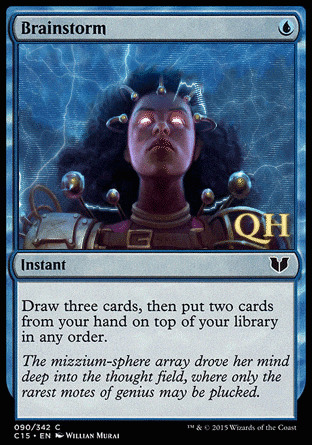 Brainstorm
QH
Instant
Draw three cards, then put two cards
from your hand on top of your library
in any order.
The mizzium-sphere array drove her mind
deep into the thought field, where only the
rarest motes of genius may be plucked.
090/342 C
C15 • EN Willian Murai
™ & © 2015 Wizards of the Coast